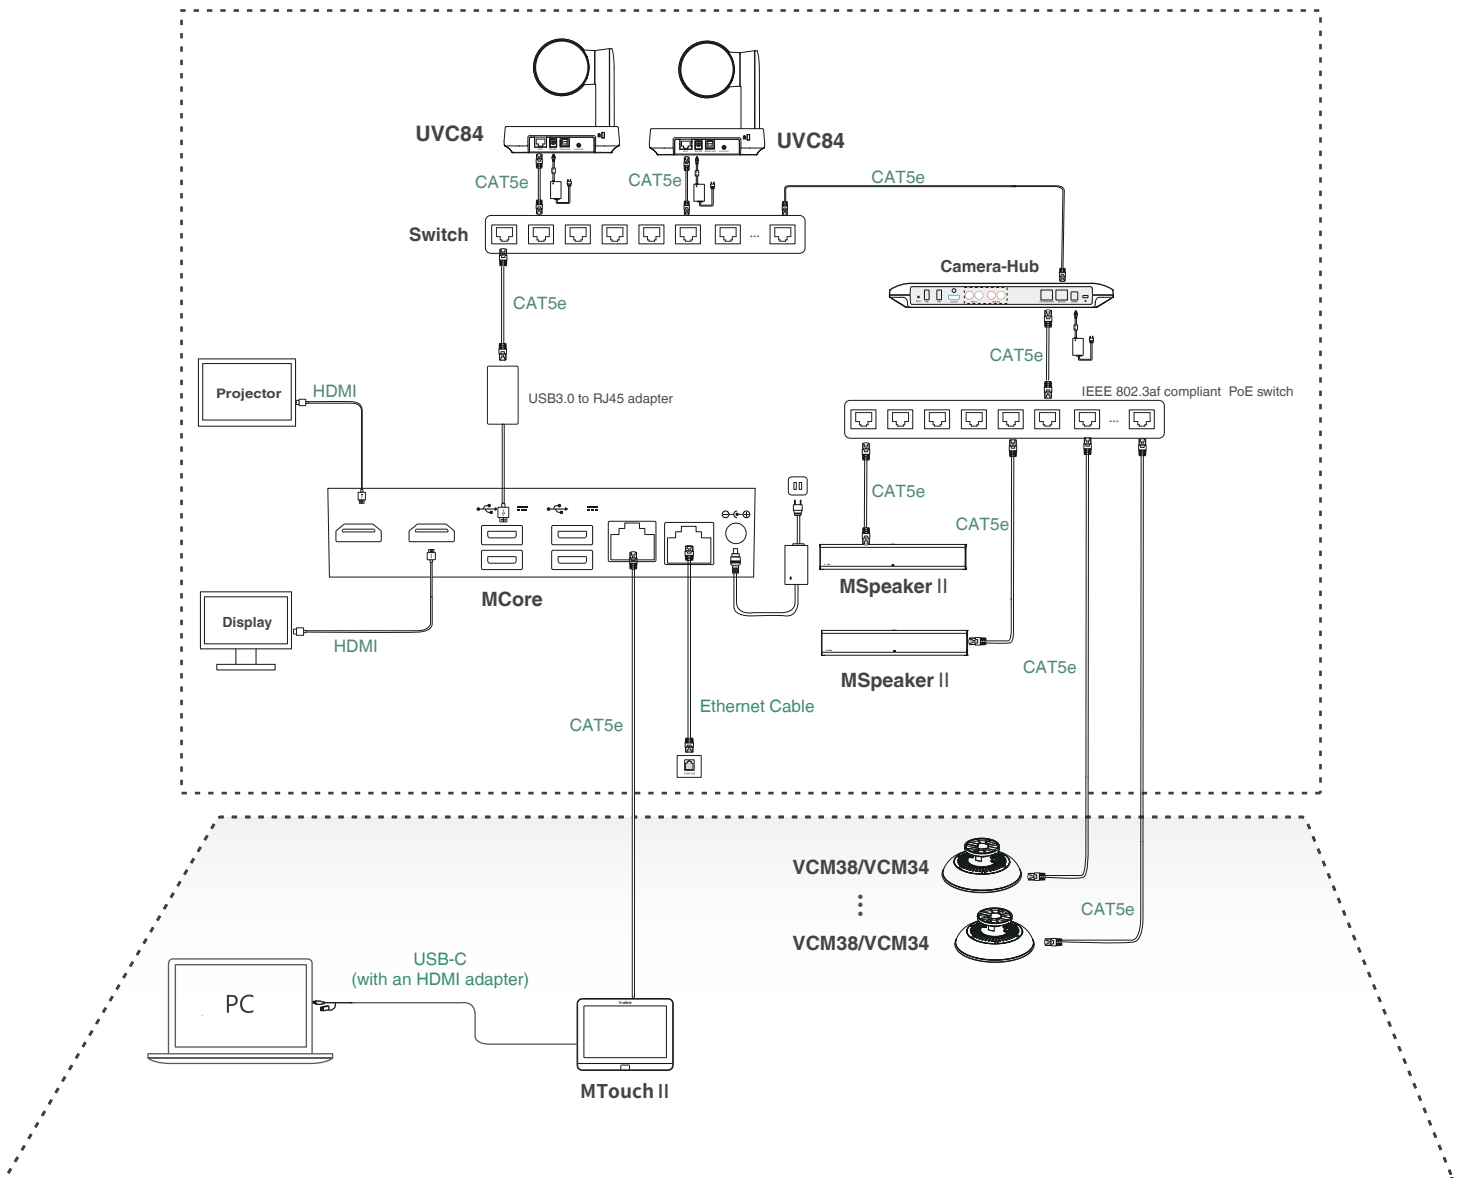 UVC84
UVC84
CAT5e
CAT5e
CAT5e
Switch
Camera-Hub
CAT5e
CAT5e
Projector
HDMI
USB3.0 to RJ45 adapter
IEEE 802.3af compliant PoE switch
...
...
CAT5e
CAT5e
MCore
MSpeaker II
Display
HDMI
MSpeaker II
CAT5e
Ethernet Cable
CAT5e
VCM38/VCM34
CAT5e
VCM38/VCM34
USB-C
(with an HDMI adapter)
PC
MTouch II